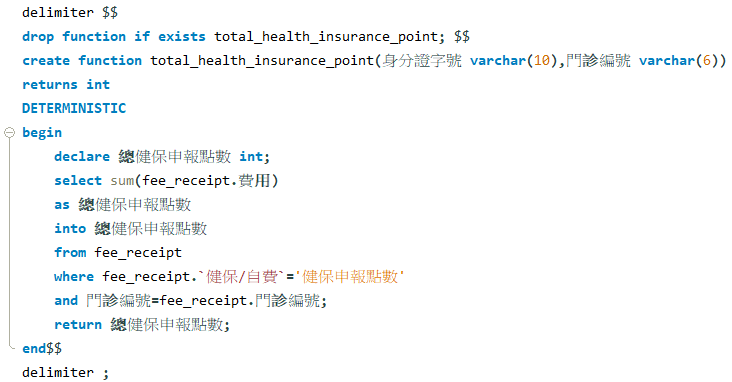 delimiter $$
drop function if exists total_health_insurance_point; $$
create function total_health_insurance_point(身分證字號 varchar(10),門診編號 varchar(6))
returns int
DETERMINISTIC
begin
declare 總健保申報點數 int;
select sum(fee_receipt.費用)
as 總健保申報點數
into 總健保申報點數
from fee_receipt
where fee_receipt.`健保/自費`='健保申報點數'
and 門診編號=fee_receipt.門診編號;
return 總健保申報點數;
end$$
delimiter ;